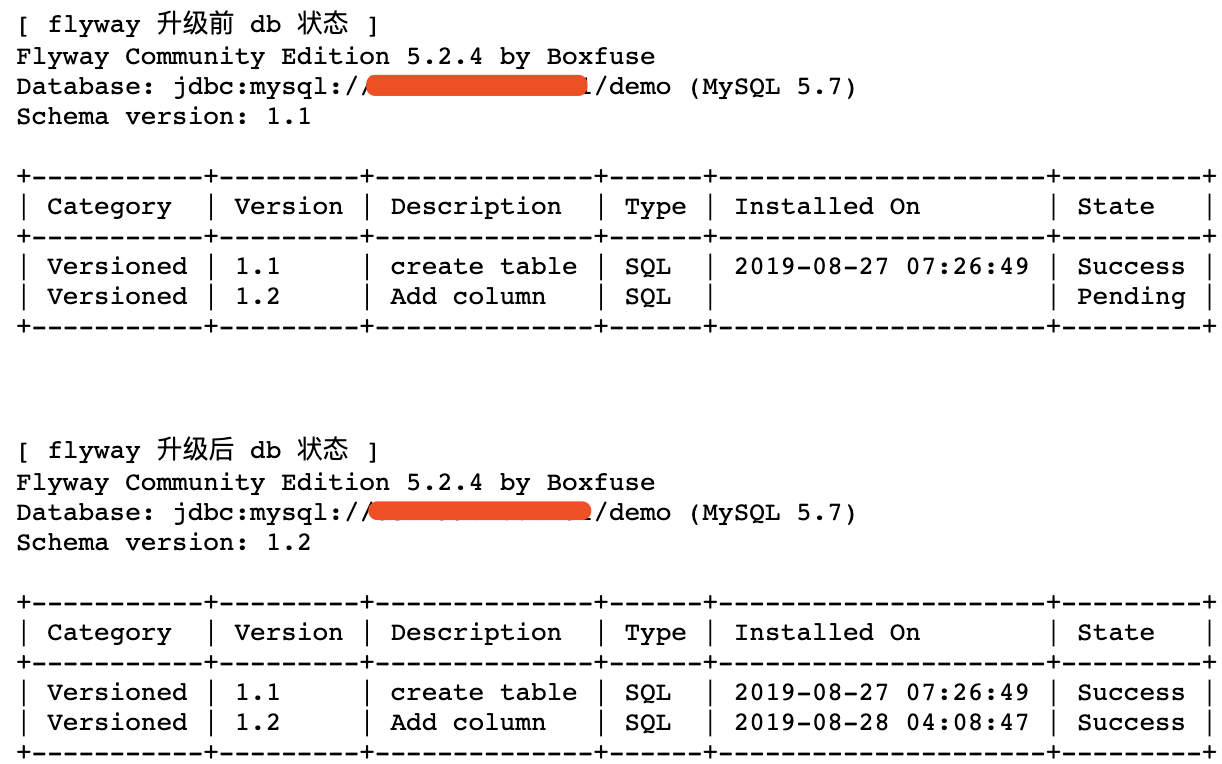 [ flyway 升级前 db 状态 ]
Flyway Community Edition 5.2.4 by Boxfuse
Database: jdbc:mysql:///demo (MySQL 5.7)
Schema version: 1.1
+-----------+---------+--------------+------+---------------------+---------+
| Category  | Version | Description  | Type | Installed On        | State   |
+-----------+---------+--------------+------+---------------------+---------+
| Versioned | 1.1     | create table | SQL  | 2019-08-27 07:26:49 | Success |
| Versioned | 1.2     | Add column   | SQL  |                     | Pending |
+-----------+---------+--------------+------+---------------------+---------+
[ flyway 升级后 db 状态 ]
Flyway Community Edition 5.2.4 by Boxfuse
Database: jdbc:mysql:///demo (MySQL 5.7)
Schema version: 1.2
+-----------+---------+--------------+------+---------------------+---------+
| Category  | Version | Description  | Type | Installed On        | State   |
+-----------+---------+--------------+------+---------------------+---------+
| Versioned | 1.1     | create table | SQL  | 2019-08-27 07:26:49 | Success |
| Versioned | 1.2     | Add column   | SQL  | 2019-08-28 04:08:47 | Success |
+-----------+---------+--------------+------+---------------------+---------+